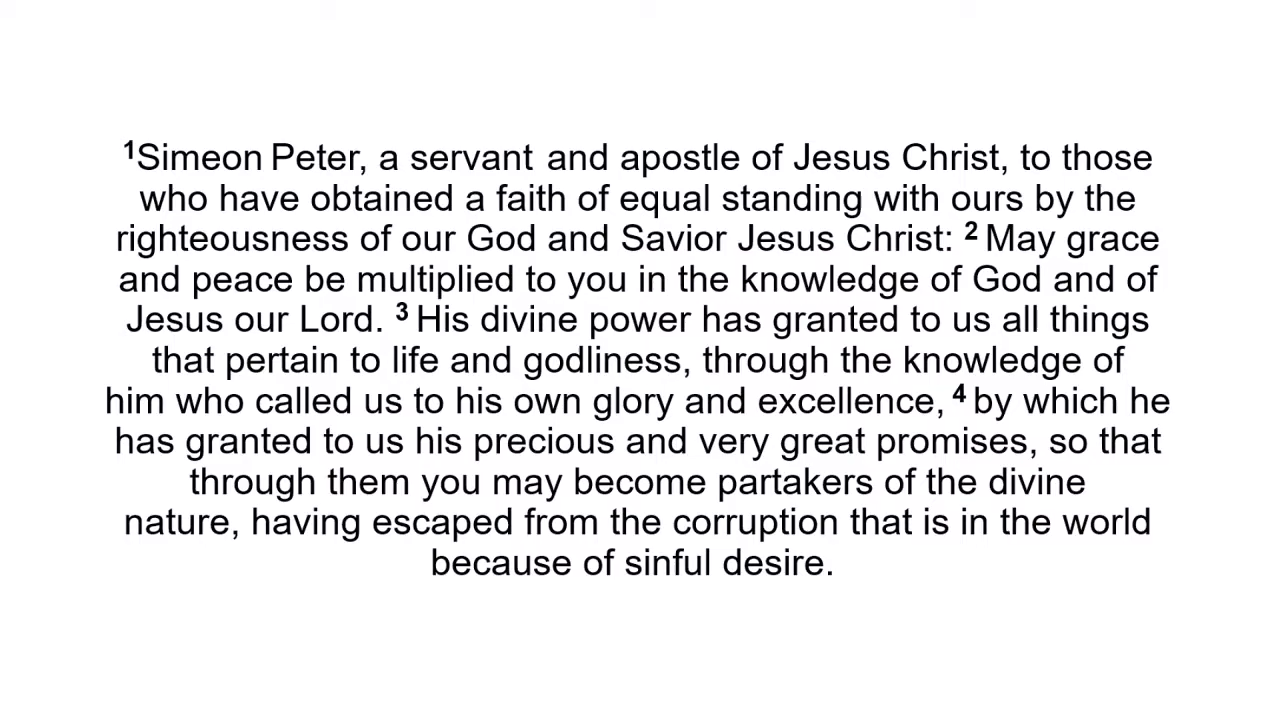 1Simeon Peter, a servant and apostle of Jesus Christ, to those
who have obtained a faith of equal standing with ours by the
righteousness of our God and Savior Jesus Christ: 2 May grace
and peace be multiplied to you in the knowledge of God and of
Jesus our Lord. 3 His divine power has granted to us all things
that pertain to life and godliness, through the knowledge of
him who called us to his own glory and excellence, 4 by which he
has granted to us his precious and very great promises, so that
through them you may become partakers of the divine
nature, having escaped from the corruption that is in the world
because of sinful desire.